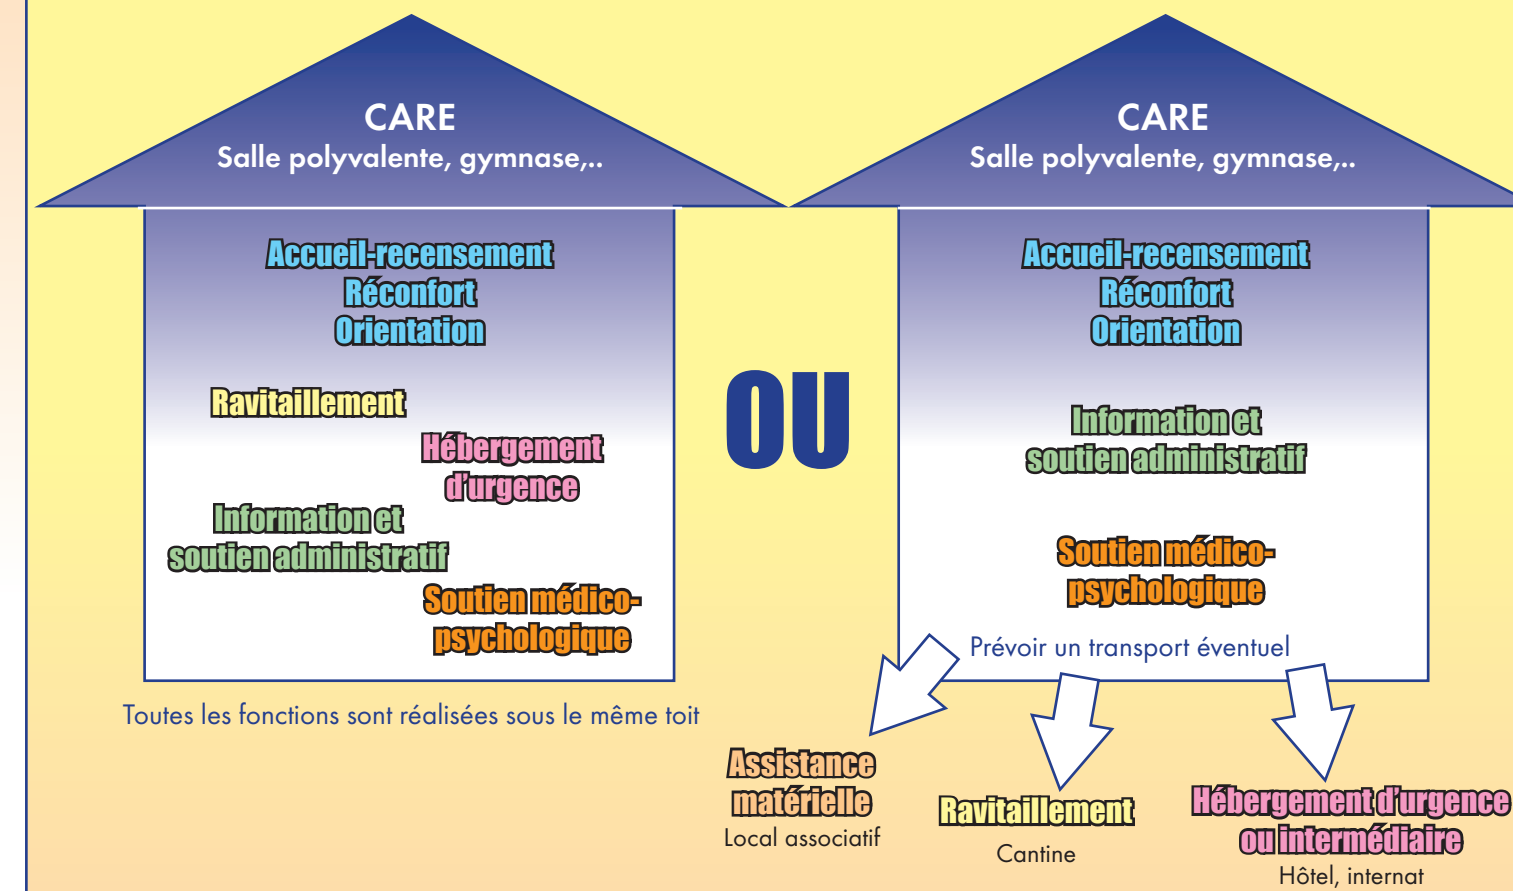 CARE
Salle polyvalente, gymnase,..
Accueil-recensement
Réconfort
Orientation
Ravitaillement
Hébergement
d'urgence
Information et
soutien administratif
Soutien médico-
psychologique
Toutes les fonctions sont réalisées sous le même toit
OU
CARE
Salle polyvalente, gymnase,..
Accueil-recensement
Réconfort
Orientation
Information et
soutien administratif
Soutien médico-
psychologique
Prévoir un transport éventuel
Assistance
matérielle
Local associatif
Ravitaillement
Cantine
Hébergement d'urgence
ou intermédiaire
Hôtel, internat